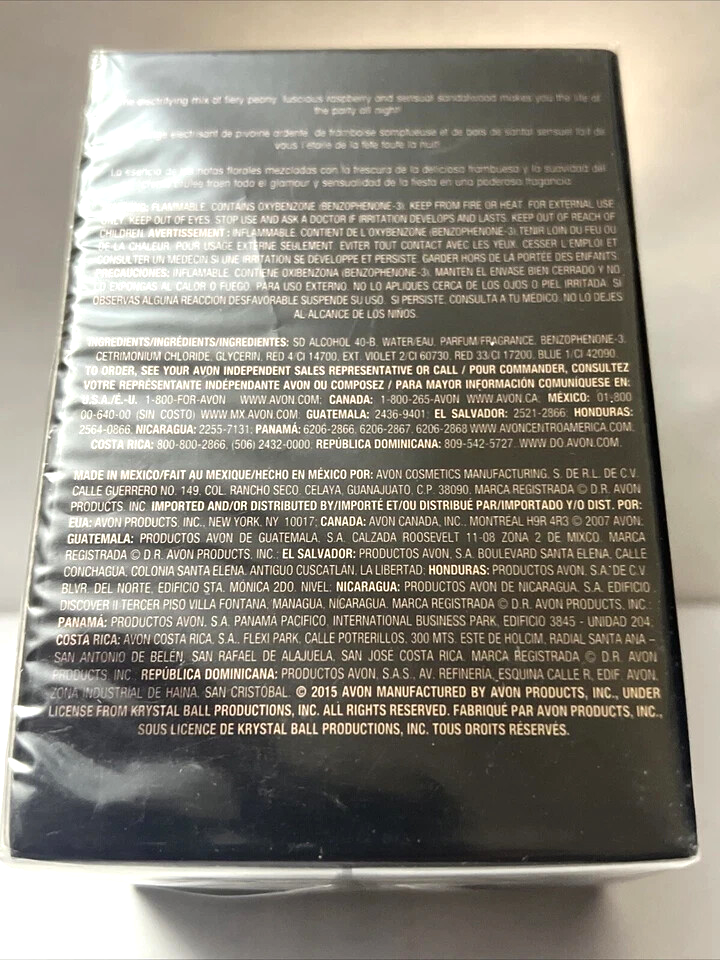 electrifying mix of fiery peony, luscious raspberry and sensual sandalwood makes you the life of
the party all night!
électrisant de pivoine ardente, de framboise somptueuse et de bois de santal sensuel fait de
vous l'étoile de la fête toute la nuit!
La esencia de notas florales mezcladas con la frescura de la deliciosa frambuesa y la suavidad del
traen todo el glamour y sensualidad de la fiesta en una poderosa fragancia.
FLAMMABLE. CONTAINS OXYBENZONE (BENZOPHENONE-3). KEEP FROM FIRE OR HEAT. FOR EXTERNAL USE
ONLY. KEEP OUT OF EYES. STOP USE AND ASK A DOCTOR IF IRRITATION DEVELOPS AND LASTS. KEEP OUT OF REACH OF
CHILDREN. AVERTISSEMENT: INFLAMMABLE. CONTIENT DE L'OXYBENZONE (BENZOPHENONE-3). TENIR LOIN DU FEU OU
DE LA CHALEUR. POUR USAGE EXTERNE SEULEMENT. ÉVITER TOUT CONTACT AVEC LES YEUX. CESSER L'EMPLOI ET
CONSULTER UN MÉDECIN SI UNE IRRITATION SE DÉVELOPPE ET PERSISTE. GARDER HORS DE LA PORTÉE DES ENFANTS.
PRECAUCIONES: INFLAMABLE. CONTIENE OXIBENZONA (BENZOPHENONE-3). MANTEN EL ENVASE BIEN CERRADO Y NO
LO EXPONGAS AL CALOR O FUEGO. PARA USO EXTERNO. NO LO APLIQUES CERCA DE LOS OJOS O PIEL IRRITADA. SI
OBSERVAS ALGUNA REACCIÓN DESFAVORABLE SUSPENDE SU USO. SI PERSISTE, CONSULTA A TU MÉDICO. NO LO DEJES
AL ALCANCE DE LOS NIÑOS.
INGREDIENTS/INGRÉDIENTS/INGREDIENTES: SD ALCOHOL 40-B, WATER/EAU, PARFUM/FRAGRANCE, BENZOPHENONE-3,
CETRIMONIUM CHLORIDE, GLYCERIN, RED 4/CI 14700, EXT. VIOLET 2/CI 60730, RED 33/CI 17200, BLUE 1/CI 42090.
TO ORDER, SEE YOUR AVON INDEPENDENT SALES REPRESENTATIVE OR CALL / POUR COMMANDER, CONSULTEZ
VOTRE REPRÉSENTANTE INDÉPENDANTE AVON OU COMPOSEZ / PARA MAYOR INFORMACIÓN COMUNÍQUESE EN:
U.S.A./É.-U. 1-800-FOR-AVON WWW.AVON.COM; CANADA: 1-800-265-AVON WWW.AVON.CA; MÉXICO: 01-800
00-640-00 (SIN COSTO) WWW.MX.AVON.COM; GUATEMALA: 2436-9401; EL SALVADOR: 2521-2866; HONDURAS:
2564-0866, NICARAGUA: 2255-7131; PANAMÁ: 6206-2866, 6206-2867, 6206-2868 WWW.AVONCENTROAMERICA.COM,
COSTA RICA: 800-800-2866, (506) 2432-0000, REPÚBLICA DOMINICANA: 809-542-5727, WWW.DO.AVON.COM.
MADE IN MEXICO/FAIT AU MEXIQUE/HECHO EN MÉXICO POR: AVON COSMETICS MANUFACTURING, S. DE R.L. DE C.V.
CALLE GUERRERO NO. 149, COL. RANCHO SECO, CELAYA, GUANAJUATO, C.P. 38090. MARCA REGISTRADA © D.R. AVON
PRODUCTS, INC. IMPORTED AND/OR DISTRIBUTED BY/IMPORTÉ ET/OU DISTRIBUÉ PAR/IMPORTADO Y/O DIST. POR:
EUA: AVON PRODUCTS, INC., NEW YORK, NY 10017; CANADA: AVON CANADA, INC., MONTREAL H9R 4R3 © 2007 AVON.
GUATEMALA: PRODUCTOS AVON DE GUATEMALA, S.A. CALZADA ROOSEVELT 11-08 ZONA 2 DE MIXCO. MARCA
REGISTRADA © D.R. AVON PRODUCTS, INC.; EL SALVADOR: PRODUCTOS AVON, S.A. BOULEVARD SANTA ELENA, CALLE
CONCHAGUA, COLONIA SANTA ELENA, ANTIGUO CUSCATLÁN, LA LIBERTAD; HONDURAS: PRODUCTOS AVON, S.A. DE C.V.
BLVR. DEL NORTE, EDIFICIO STA. MÓNICA 2DO. NIVEL; NICARAGUA: PRODUCTOS AVON DE NICARAGUA, S.A. EDIFICIO
DISCOVER II TERCER PISO VILLA FONTANA, MANAGUA, NICARAGUA. MARCA REGISTRADA © D.R. AVON PRODUCTS, INC.;
PANAMÁ: PRODUCTOS AVON, S.A. PANAMÁ PACIFICO, INTERNATIONAL BUSINESS PARK, EDIFICIO 3845 - UNIDAD 204,
COSTA RICA: AVON COSTA RICA, S.A., FLEXI PARK, CALLE POTRERILLOS, 300 MTS. ESTE DE HOLCIM, RADIAL SANTA ANA –
SAN ANTONIO DE BELÉN, SAN RAFAEL DE ALAJUELA, SAN JOSÉ COSTA RICA. MARCA REGISTRADA © D.R. AVON
PRODUCTS, INC.; REPÚBLICA DOMINICANA: PRODUCTOS AVON, S.A.S., AV. REFINERÍA, ESQUINA CALLE R, EDIF. AVON,
ZONA INDUSTRIAL DE HAINA, SAN CRISTÓBAL. © 2015 AVON MANUFACTURED BY AVON PRODUCTS, INC., UNDER
LICENSE FROM KRYSTAL BALL PRODUCTIONS, INC. ALL RIGHTS RESERVED. FABRIQUÉ PAR AVON PRODUCTS, INC.,
SOUS LICENCE DE KRYSTAL BALL PRODUCTIONS, INC. TOUS DROITS RÉSERVÉS.